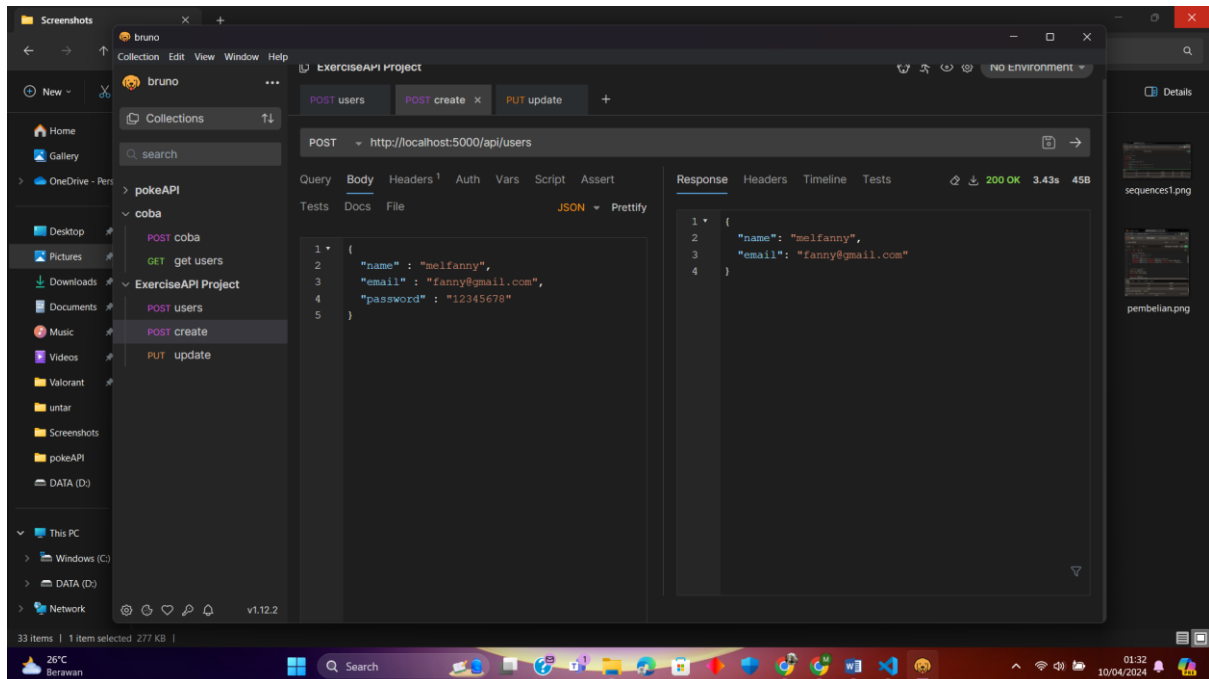 Screenshots
bruno
Collection Edit View Window Help
New
Details
Home
Gallery
OneDrive - Pers
Desktop
Pictures
Downloads
Documents
Music
Videos
Valorant
untar
Screenshots
pokeAPI
DATA (D:)
This PC
Windows (C:)
DATA (D:)
Network
33 items | 1 item selected 277 KB |
bruno
Collections
search
pokeAPI
coba
POST coba
GET get users
ExerciseAPI Project
POST users
POST create
PUT update
v1.12.2
ExerciseAPI Project
No Environment
POST users
POST create
PUT update
POST http://localhost:5000/api/users
Query Body Headers 1 Auth Vars Script Assert
Tests Docs File
JSON Prettify
1 {
2 "name" : "melfanny",
3 "email" : "fanny@gmail.com",
4 "password" : "12345678"
5 }
Response Headers Timeline Tests
200 OK 3.43s 45B
1 {
2 "name": "melfanny",
3 "email": "fanny@gmail.com"
4 }
sequences1.png
pembelian.png
26°C
Berawan
Search
01:32
10/04/2024